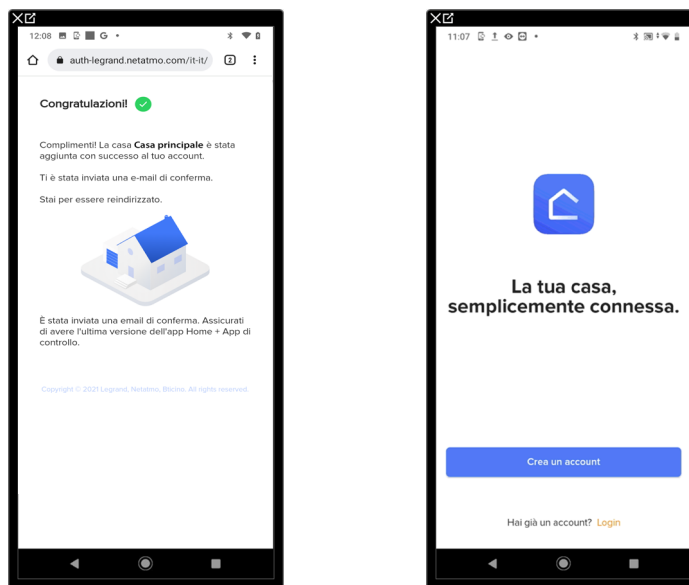 12:08 G
auth-legrand.netatmo.com/it-it/ 2
Congratulazioni!
Complimenti! La casa Casa principale è stata
aggiunta con successo al tuo account.
Ti è stata inviata una e-mail di conferma.
Stai per essere reindirizzato.
È stata inviata una email di conferma. Assicurati
di avere l'ultima versione dell'app Home + App di
controllo.
Copyright © 2021 Legrand, Netatmo, Bticino. All rights reserved.
11:07
La tua casa,
semplicemente connessa.
Crea un account
Hai già un account? Login